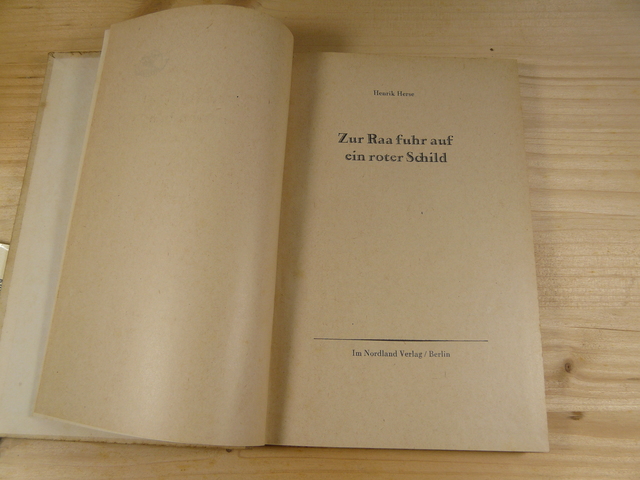 Henrik Herse
Zur Raa fuhr auf
ein roter Schild
Im Nordland Verlag / Berlin